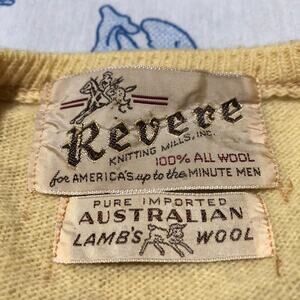 Revere
KNITTING MILLS, INC.
100% ALL WOOL
for AMERICA'S up to the MINUTE MEN
PURE IMPORTED
AUSTRALIAN
LAMB'S WOOL